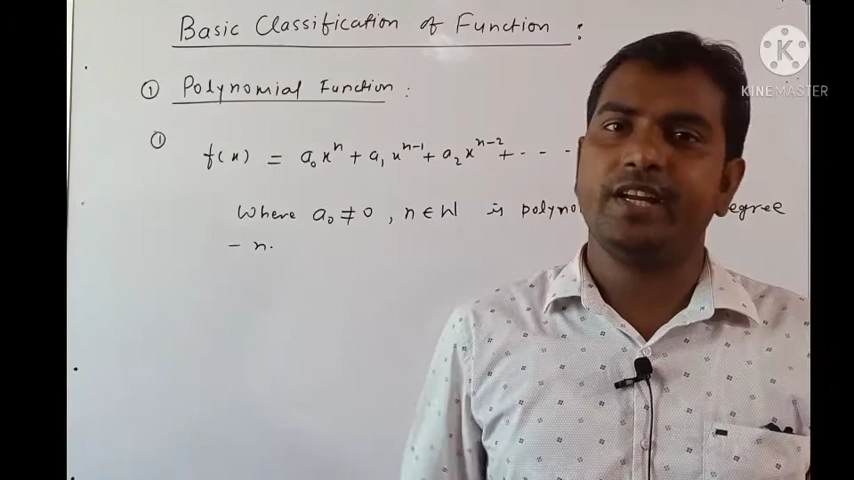 Basic Classification of Function :
① Polynomial Function :
① f(x) = a₀xⁿ + a₁xⁿ⁻¹ + a₂xⁿ⁻² + - - -
Where a₀ ≠ 0 , n ∈ W is polyno egree
- n.
K
KINEMASTER